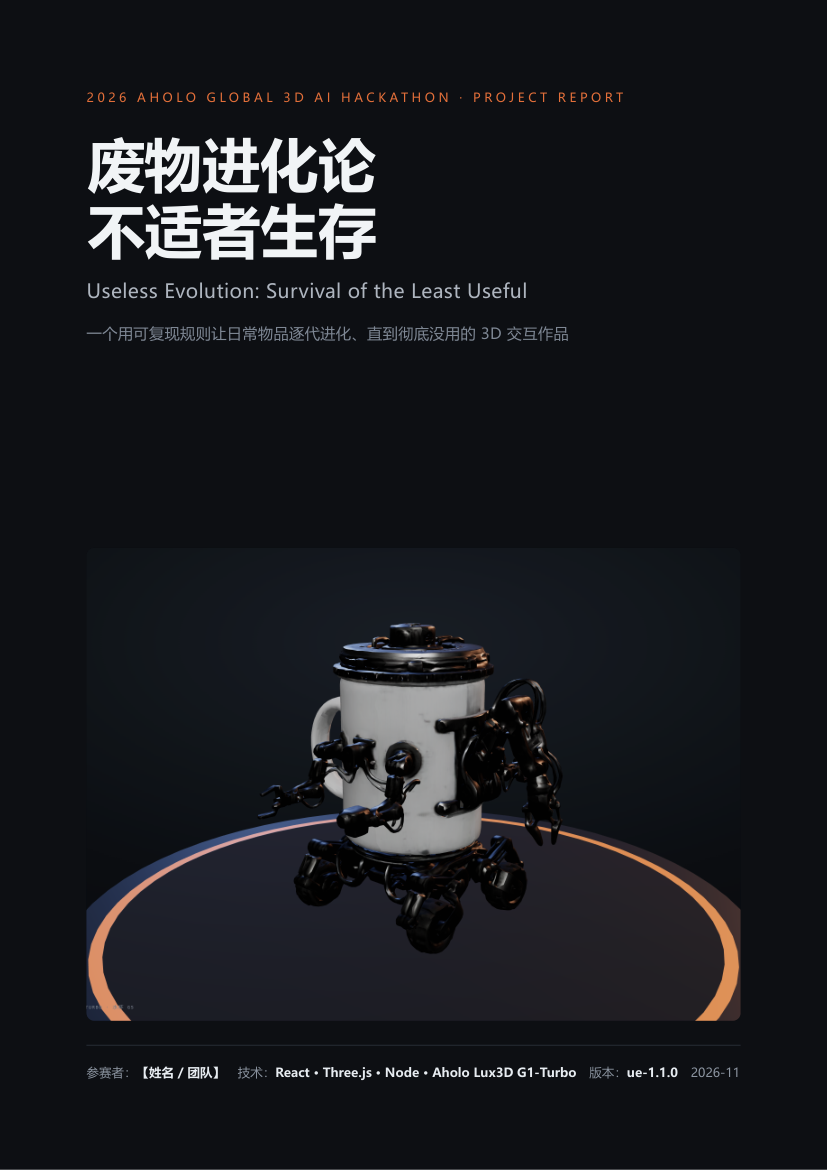 2026 AHOLO GLOBAL 3D AI HACKATHON · PROJECT REPORT
废物进化论
不适者生存
Useless Evolution: Survival of the Least Useful
一个用可复现规则让日常物品逐代进化、直到彻底没用的 3D 交互作品
参赛者：【姓名 / 团队】 技术：React • Three.js • Node • Aholo Lux3D G1-Turbo 版本：ue-1.1.0 2026-11